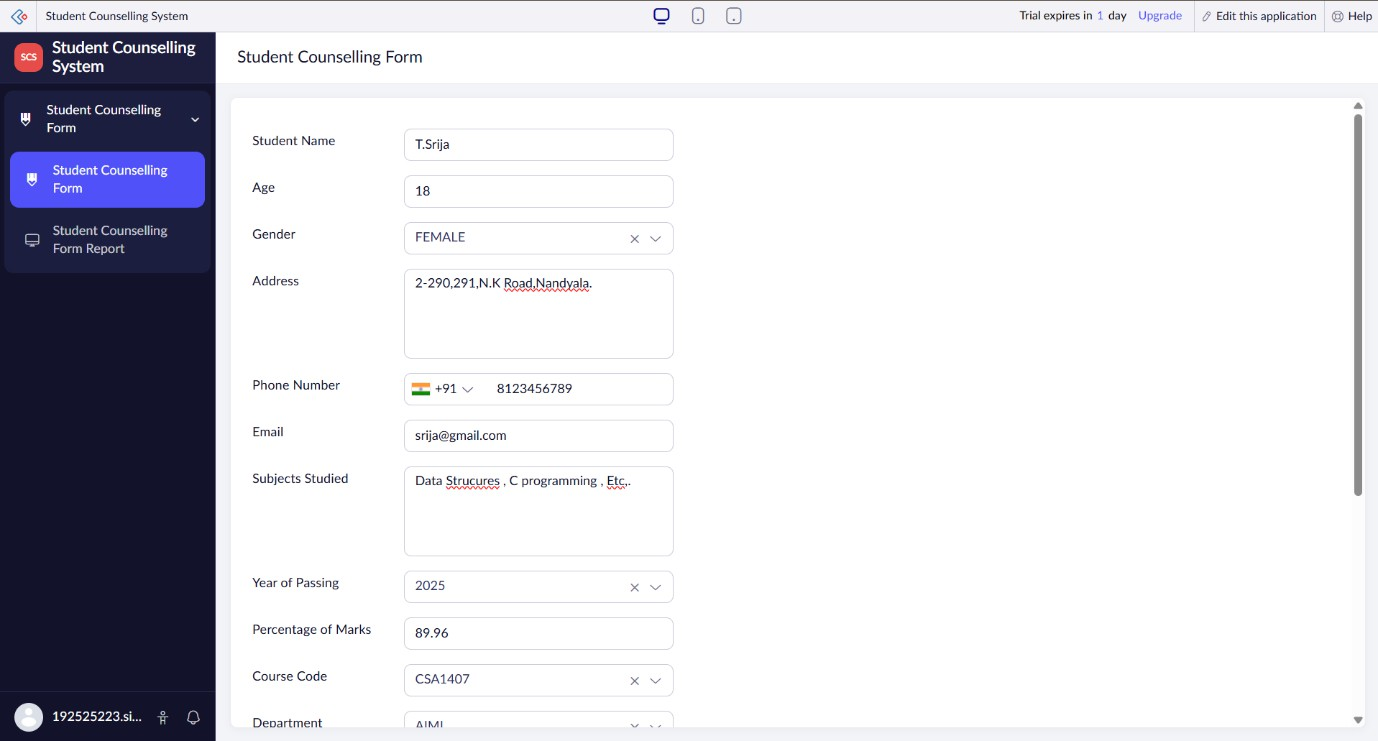 Student Counselling System
Trial expires in 1 day Upgrade
Edit this application
Help
SCS
Student Counselling
System
Student Counselling
Form
Student Counselling
Form
Student Counselling
Form Report
192525223.si...
Student Counselling Form
Student Name
T.Srija
Age
18
Gender
FEMALE
Address
2-290,291,N.K Road,Nandyala.
Phone Number
+91 8123456789
Email
srija@gmail.com
Subjects Studied
Data Strucures , C programming , Etc,.
Year of Passing
2025
Percentage of Marks
89.96
Course Code
CSA1407
Department
AIML